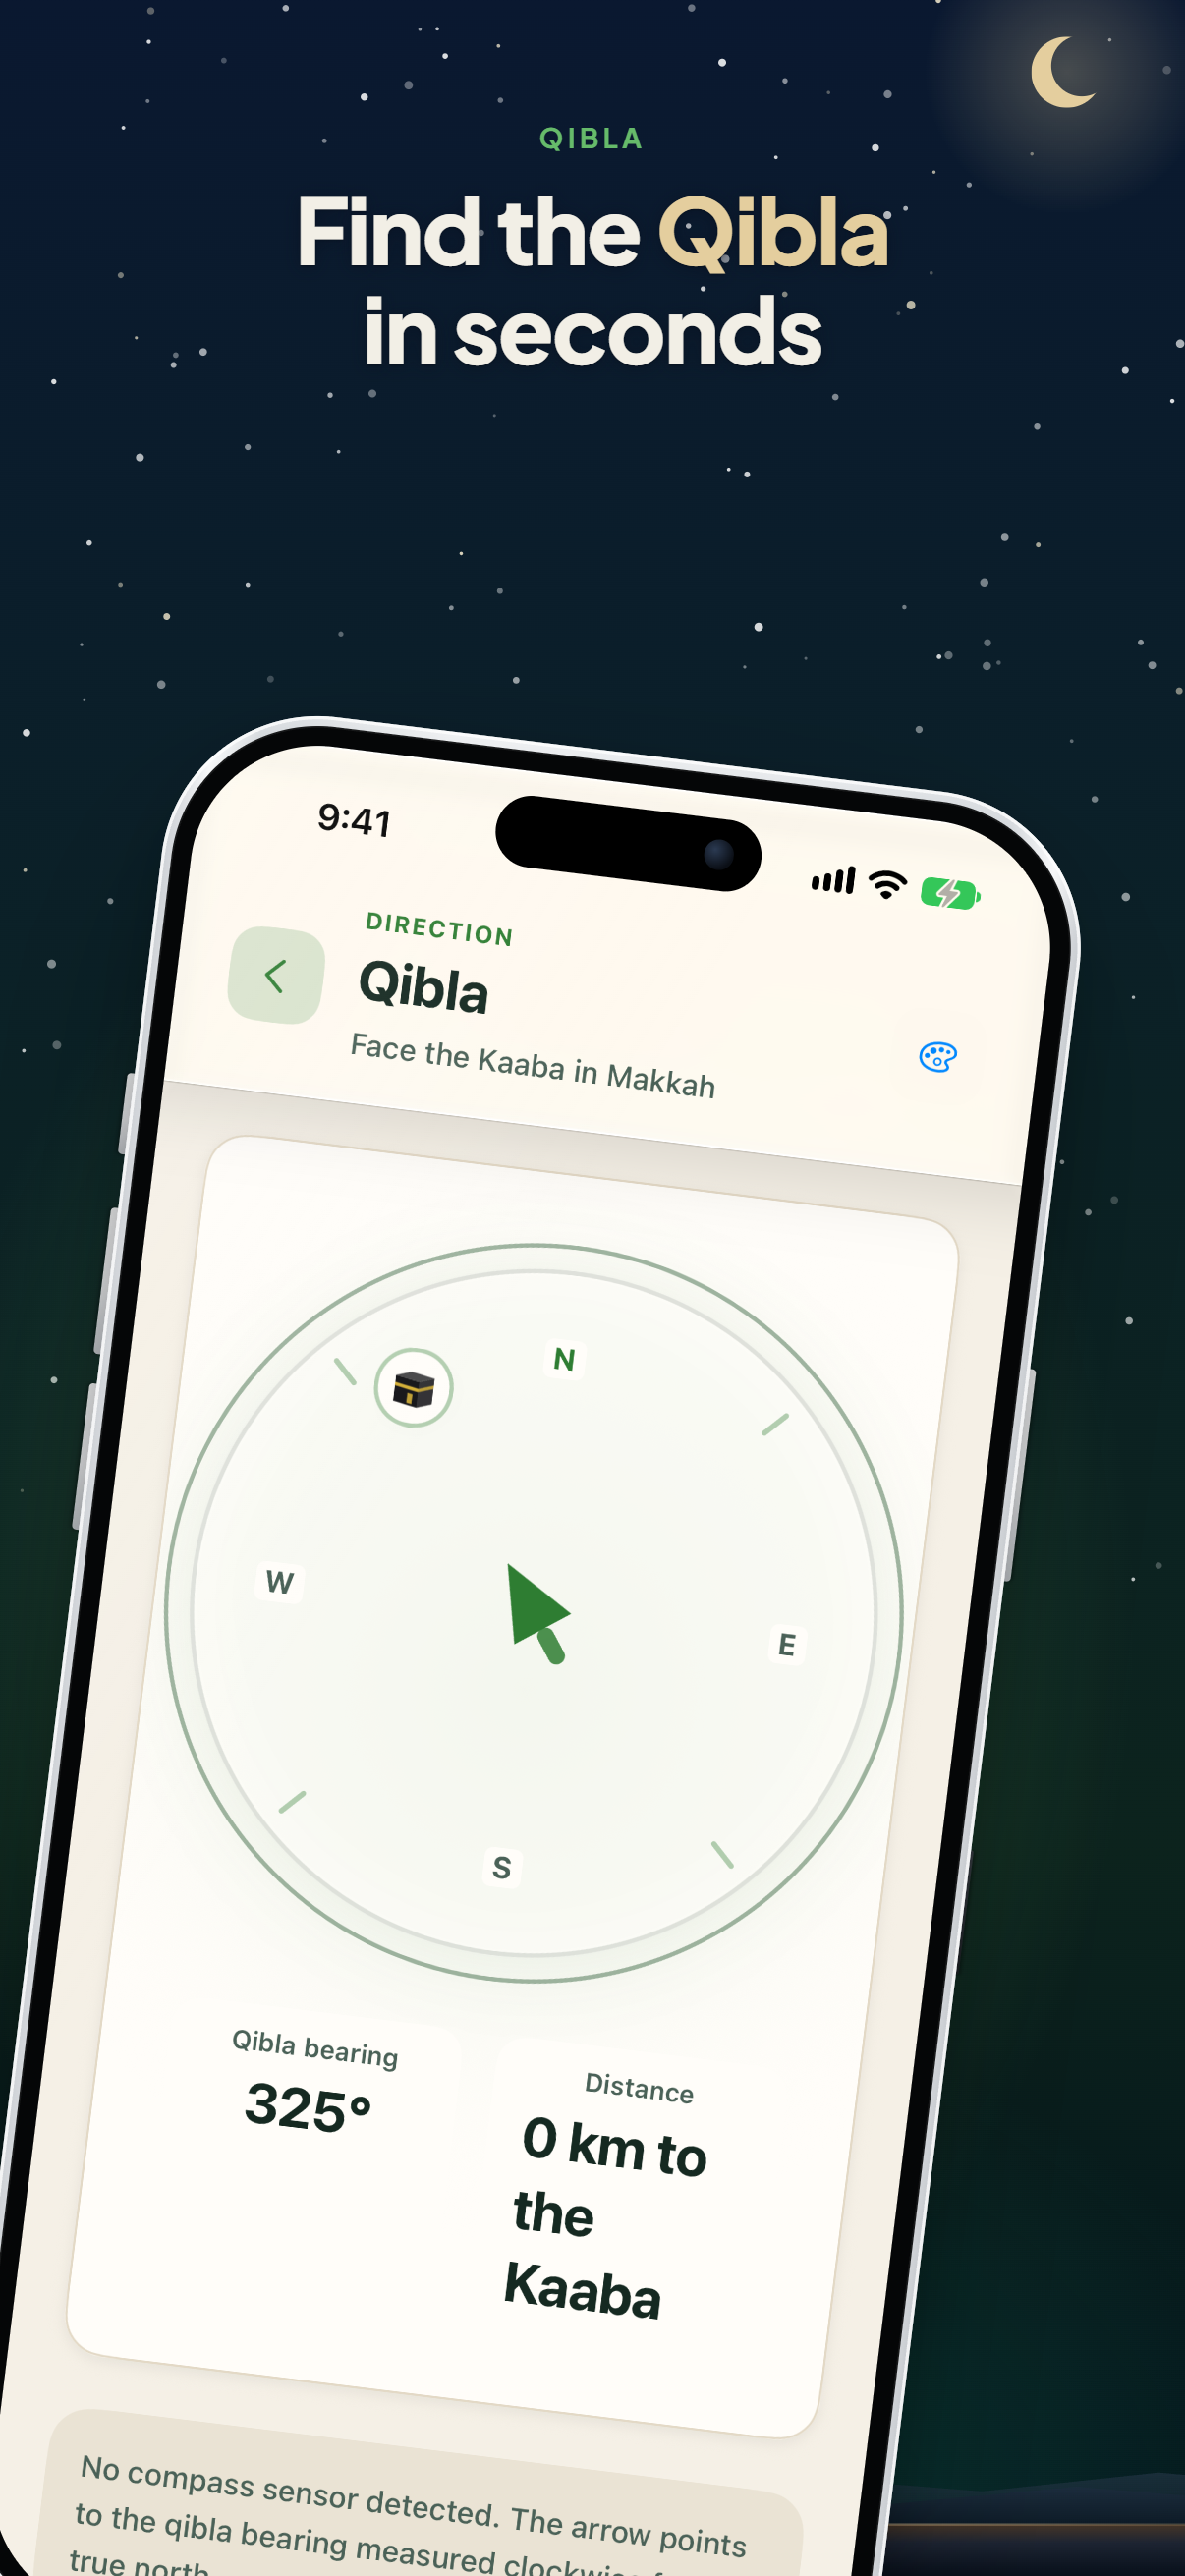 QIBLA
Find the Qibla
in seconds
9:41
DIRECTION
Qibla
Face the Kaaba in Makkah
N
W
E
S
Qibla bearing
325°
Distance
0 km to
the
Kaaba
No compass sensor detected. The arrow points
to the qibla bearing measured clockwise
true north